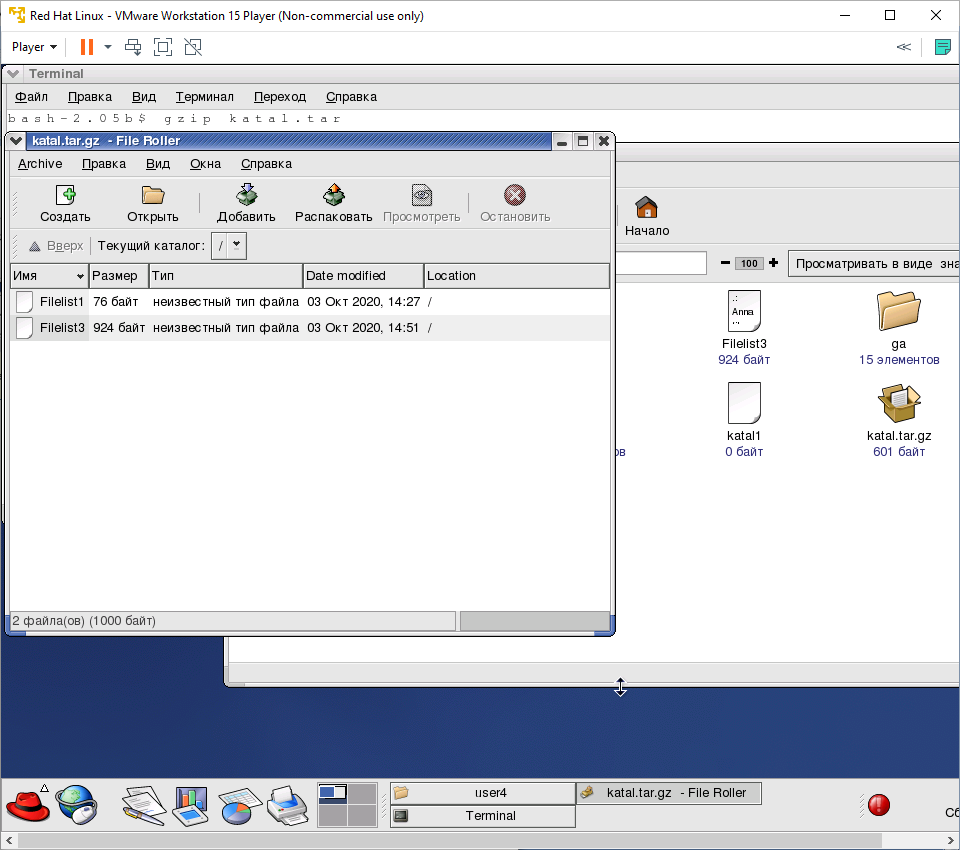 Red Hat Linux - VMware Workstation 15 Player (Non-commercial use only)
Player
Terminal
Файл Правка Вид Терминал Переход Справка
bash-2.05b$ gzip katal.tar
katal.tar.gz - File Roller
Archive Правка Вид Окна Справка
Создать Открыть Добавить Распаковать Просмотреть Остановить
Вверх Текущий каталог: /
Имя Размер Тип Date modified Location
Filelist1 76 байт неизвестный тип файла 03 Окт 2020, 14:27 /
Filelist3 924 байт неизвестный тип файла 03 Окт 2020, 14:51 /
2 файла(ов) (1000 байт)
Начало
100 Просматривать в виде
Anna
Filelist3 ga
924 байт 15 элементов
katal1 katal.tar.gz
0 байт 601 байт
user4 katal.tar.gz - File Roller
Terminal